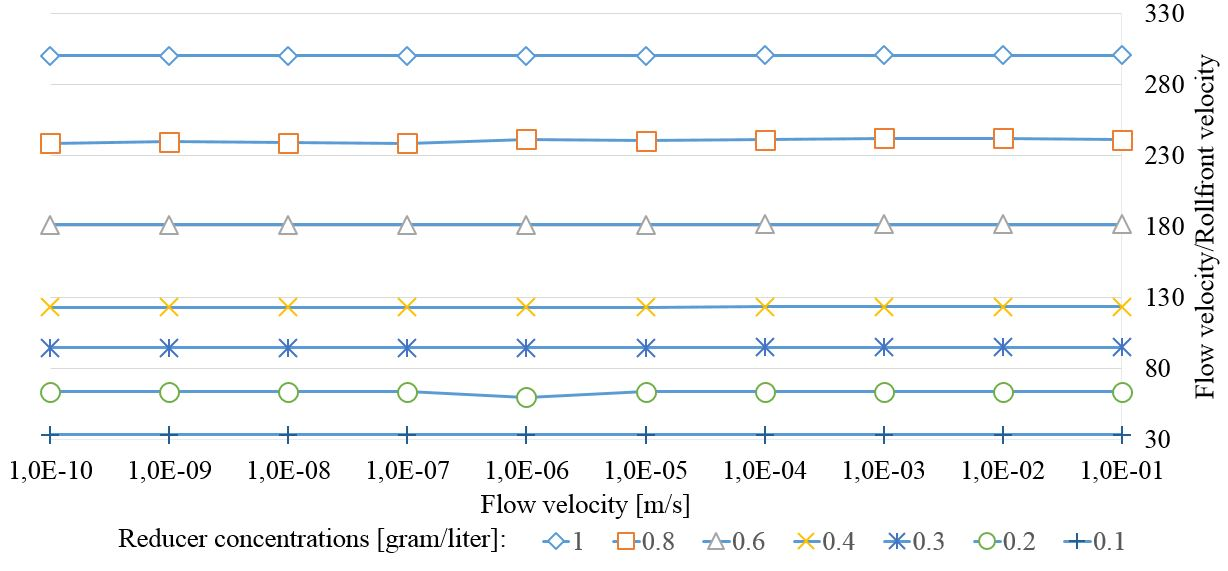 330
280
230
180
130
80
30
Flow velocity/Rollfront velocity
1,0E-10 1,0E-09 1,0E-08 1,0E-07 1,0E-06 1,0E-05 1,0E-04 1,0E-03 1,0E-02 1,0E-01
Flow velocity [m/s]
Reducer concentrations [gram/liter]: 1 0.8 0.6 0.4 0.3 0.2 0.1